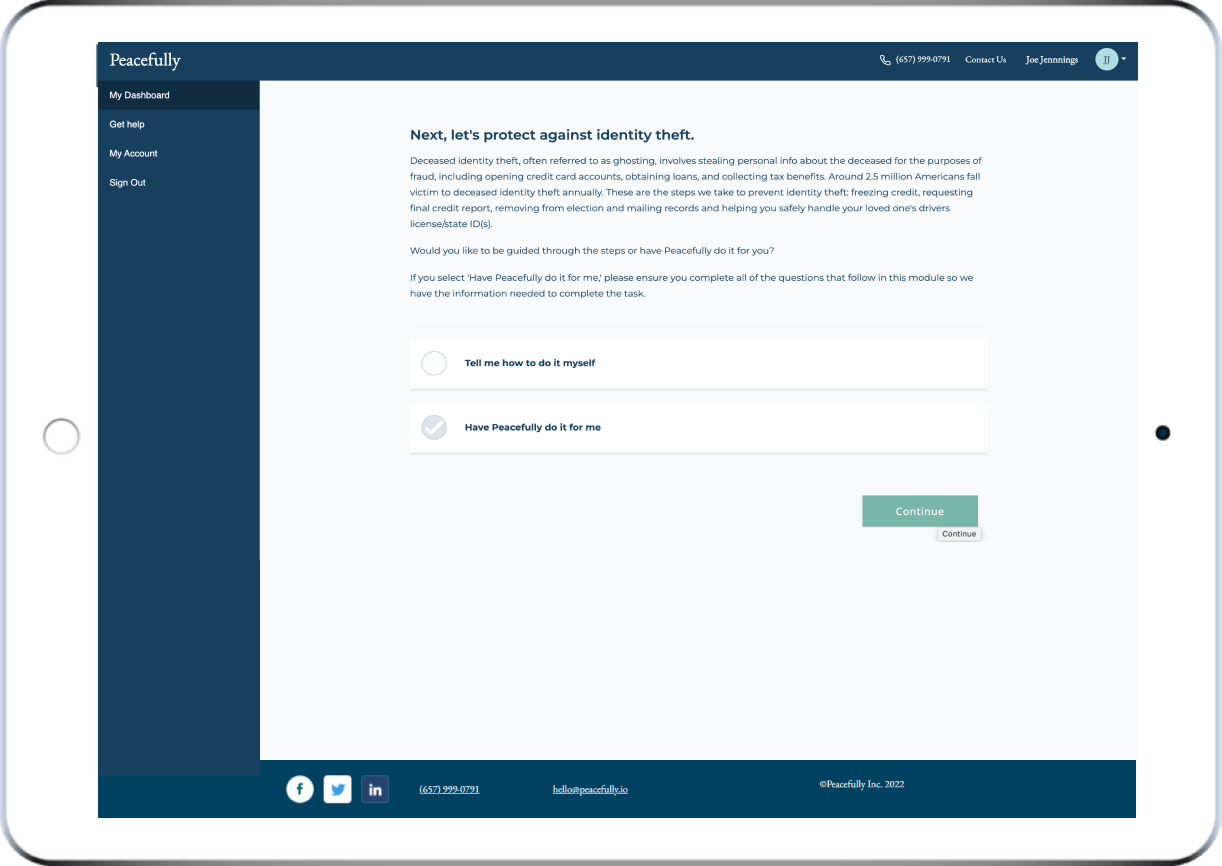 Peacefully
(657) 999-0791 Contact Us Joe Jennnings JJ
My Dashboard
Get help
My Account
Sign Out
Next, let's protect against identity theft.
Deceased identity theft, often referred to as ghosting, involves stealing personal info about the deceased for the purposes of
fraud, including opening credit card accounts, obtaining loans, and collecting tax benefits. Around 2.5 million Americans fall
victim to deceased identity theft annually. These are the steps we take to prevent identity theft: freezing credit, requesting
final credit report, removing from election and mailing records and helping you safely handle your loved one's drivers
license/state ID(s).
Would you like to be guided through the steps or have Peacefully do it for you?
If you select 'Have Peacefully do it for me,' please ensure you complete all of the questions that follow in this module so we
have the information needed to complete the task.
Tell me how to do it myself
Have Peacefully do it for me
Continue
Continue
f in (657) 999-0791 hello@peacefully.io ©Peacefully Inc. 2022